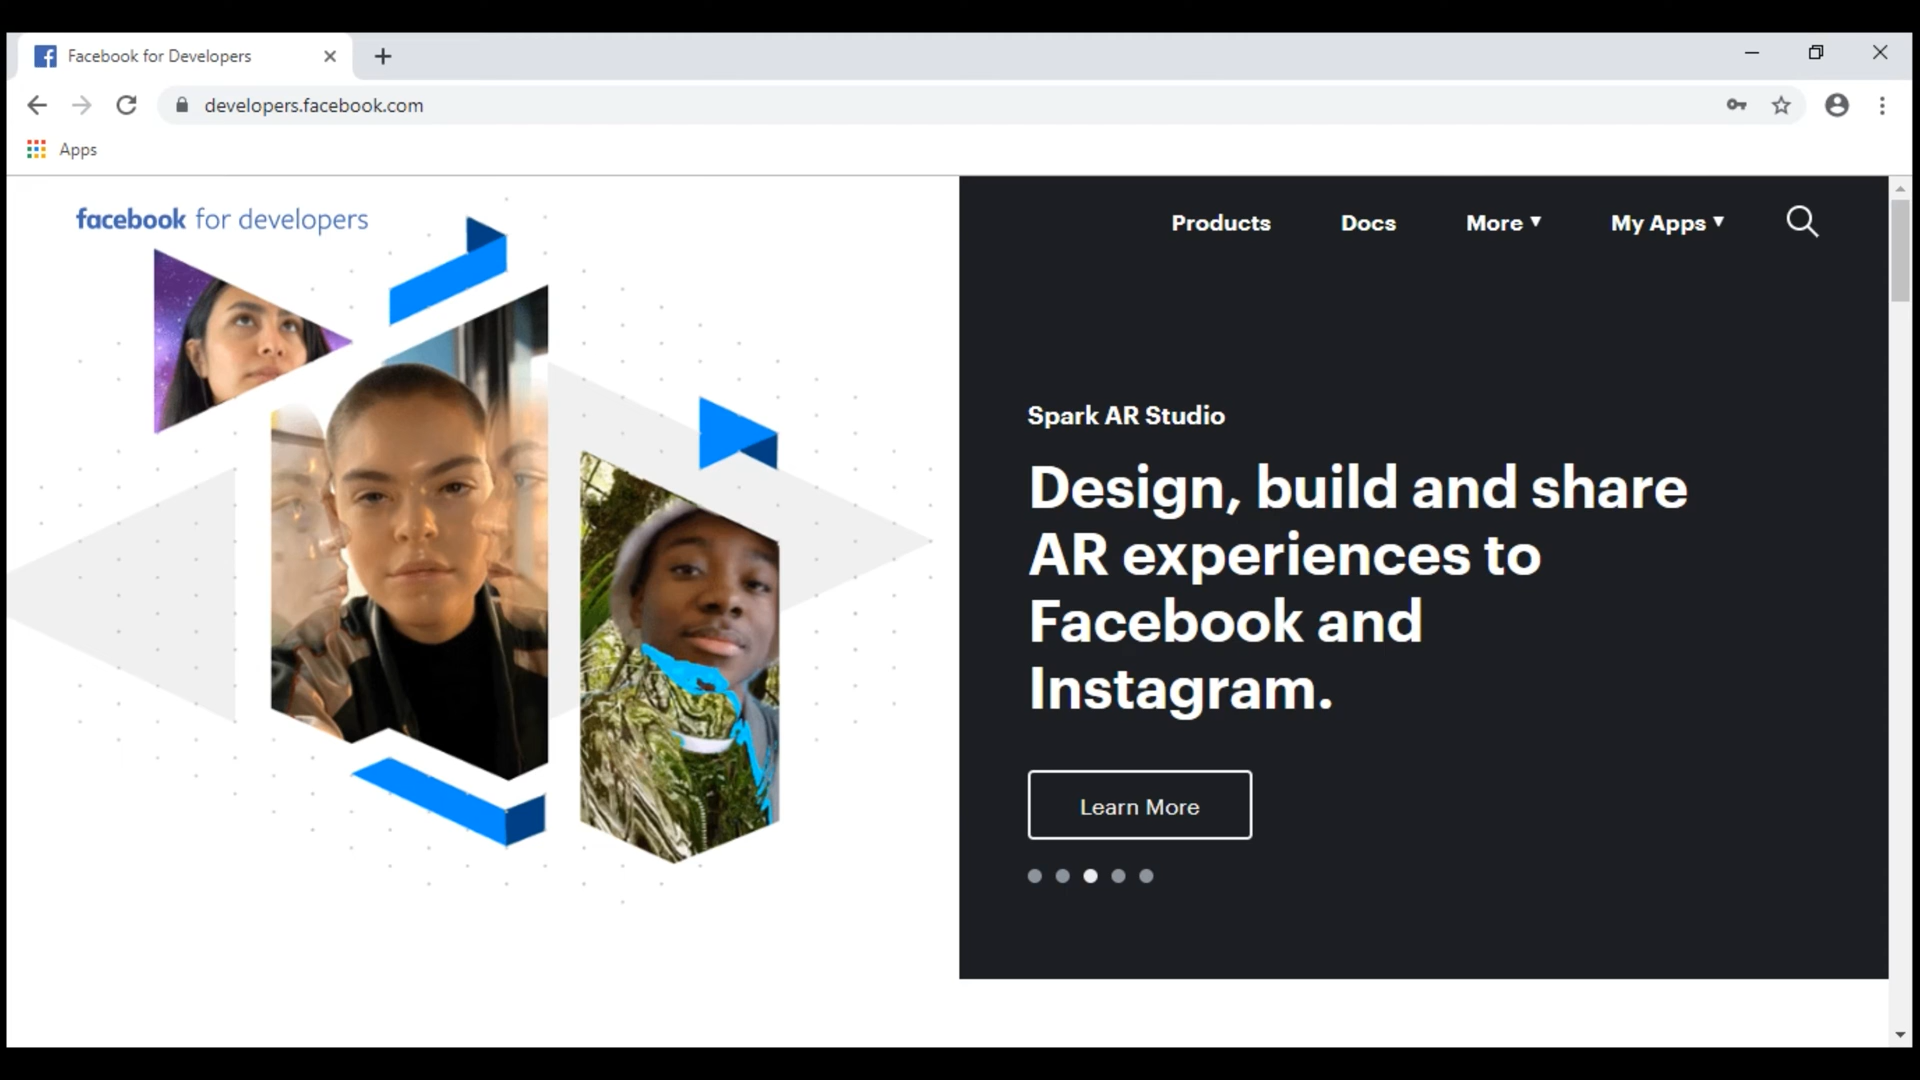 Facebook for Developers
developers.facebook.com
Apps
facebook for developers
Products
Docs
More
My Apps
Spark AR Studio
Design, build and share
AR experiences to
Facebook and
Instagram.
Learn More